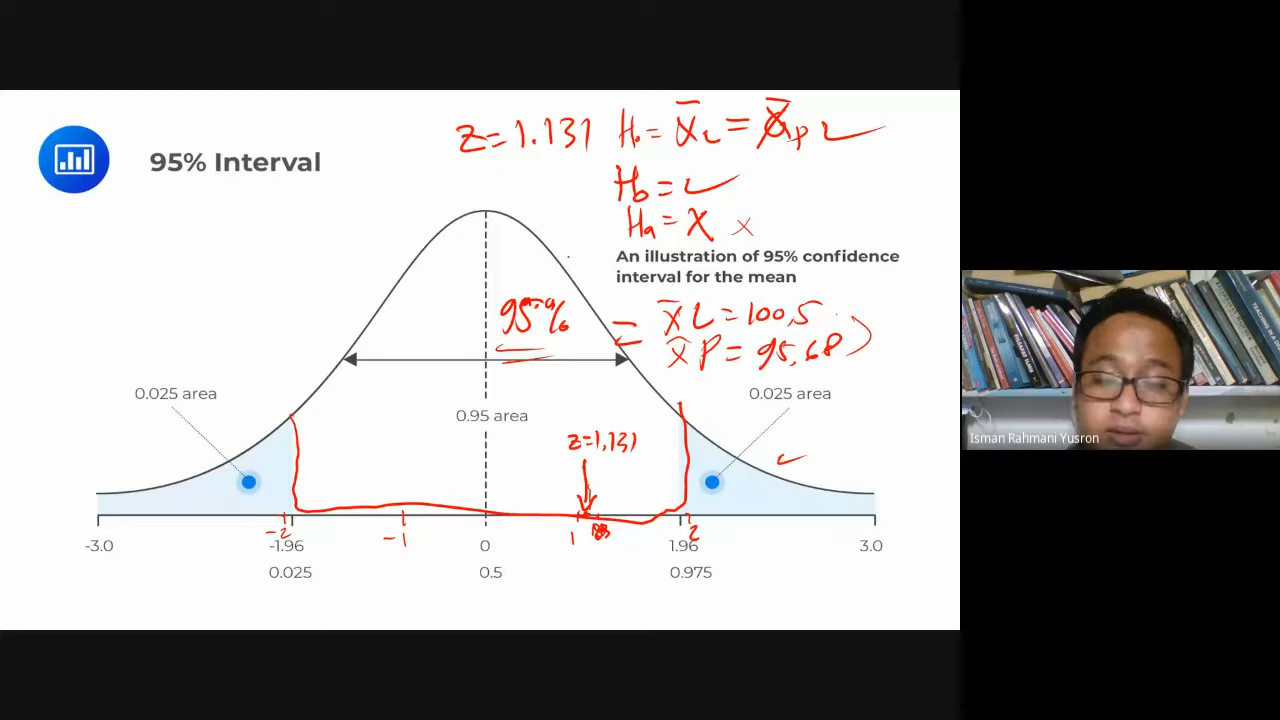 z=1.131 H₀ = x̄L = x̄p
95% Interval
H₀ =
Ha = X X
An illustration of 95% confidence
interval for the mean
95%
= x̄ L = 100,5
x̄ P = 95,68
0.025 area
0.95 area
0.025 area
z=1,131
-2
-1
1
2
-3.0
-1.96
0
1.96
3.0
0.025
0.5
0.975
Isman Rahmani Yusron